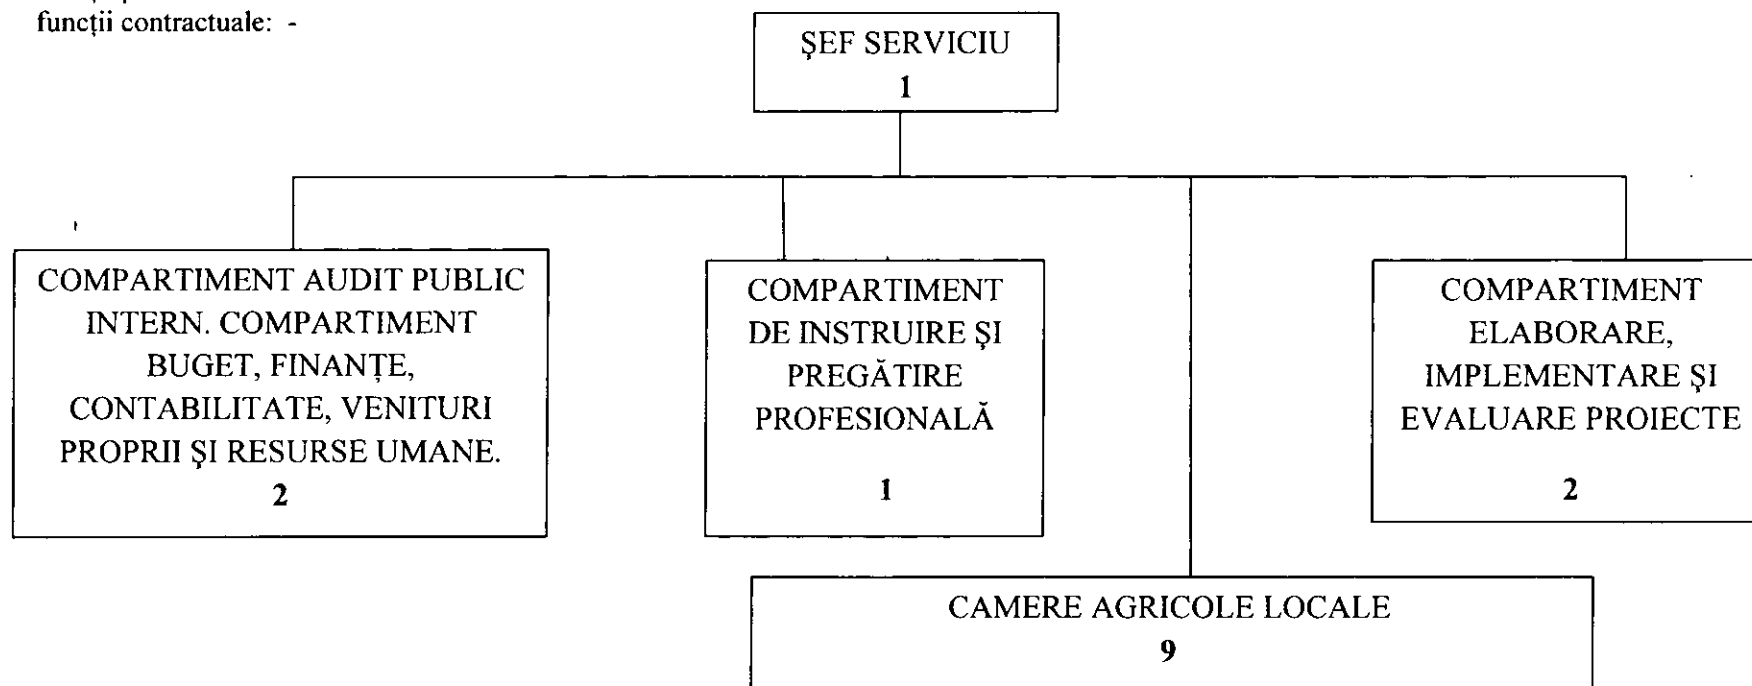 funcții contractuale: -
ȘEF SERVICIU
1
COMPARTIMENT AUDIT PUBLIC
INTERN. COMPARTIMENT
BUGET, FINANȚE,
CONTABILITATE, VENITURI
PROPRII ȘI RESURSE UMANE.
2
COMPARTIMENT
DE INSTRUIRE ȘI
PREGĂTIRE
PROFESIONALĂ
1
COMPARTIMENT
ELABORARE,
IMPLEMENTARE ȘI
EVALUARE PROIECTE
2
CAMERE AGRICOLE LOCALE
9